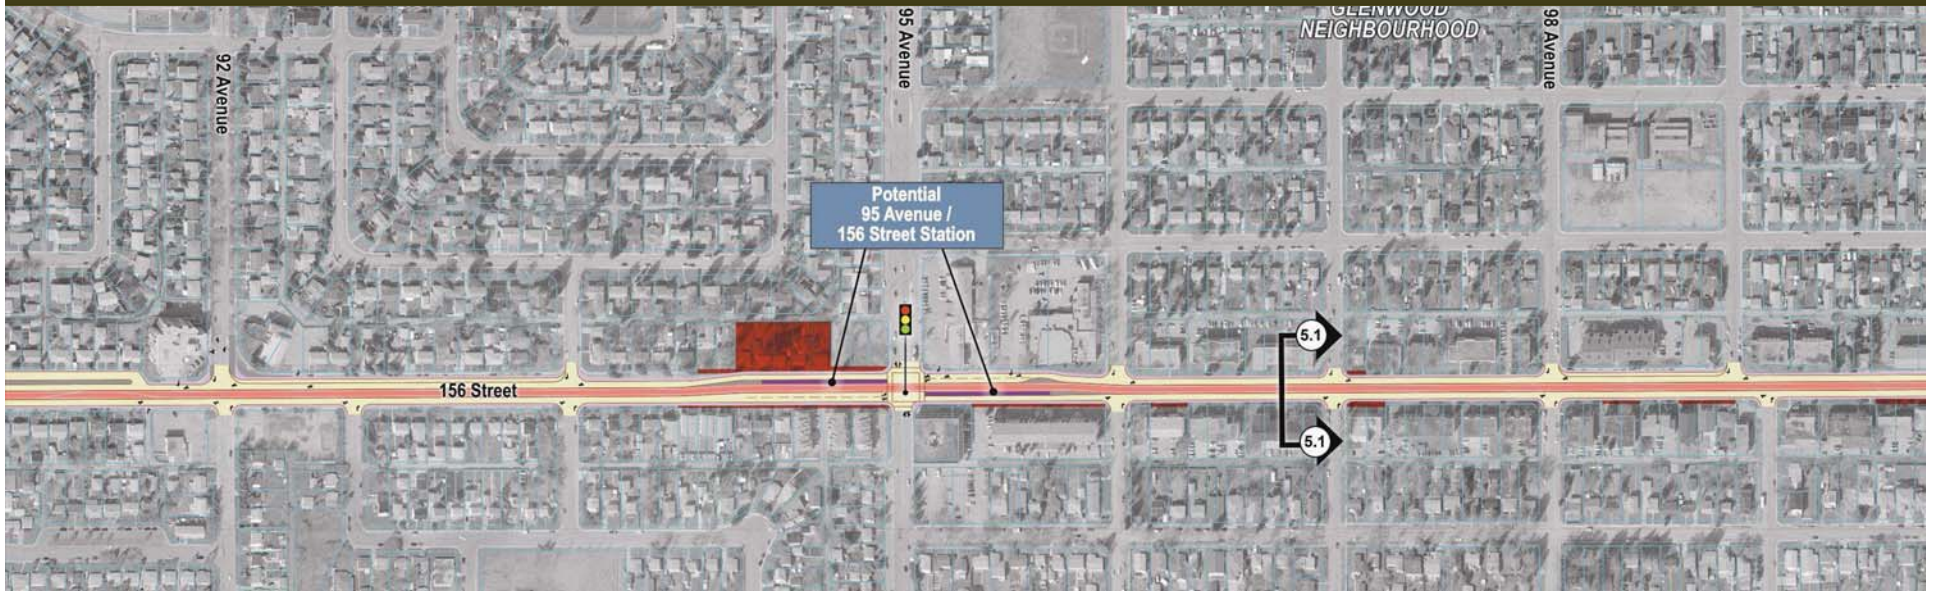 GLENWOOD
NEIGHBOURHOOD
92 Avenue
95 Avenue
98 Avenue
Potential
95 Avenue /
156 Street Station
5.1
156 Street
5.1